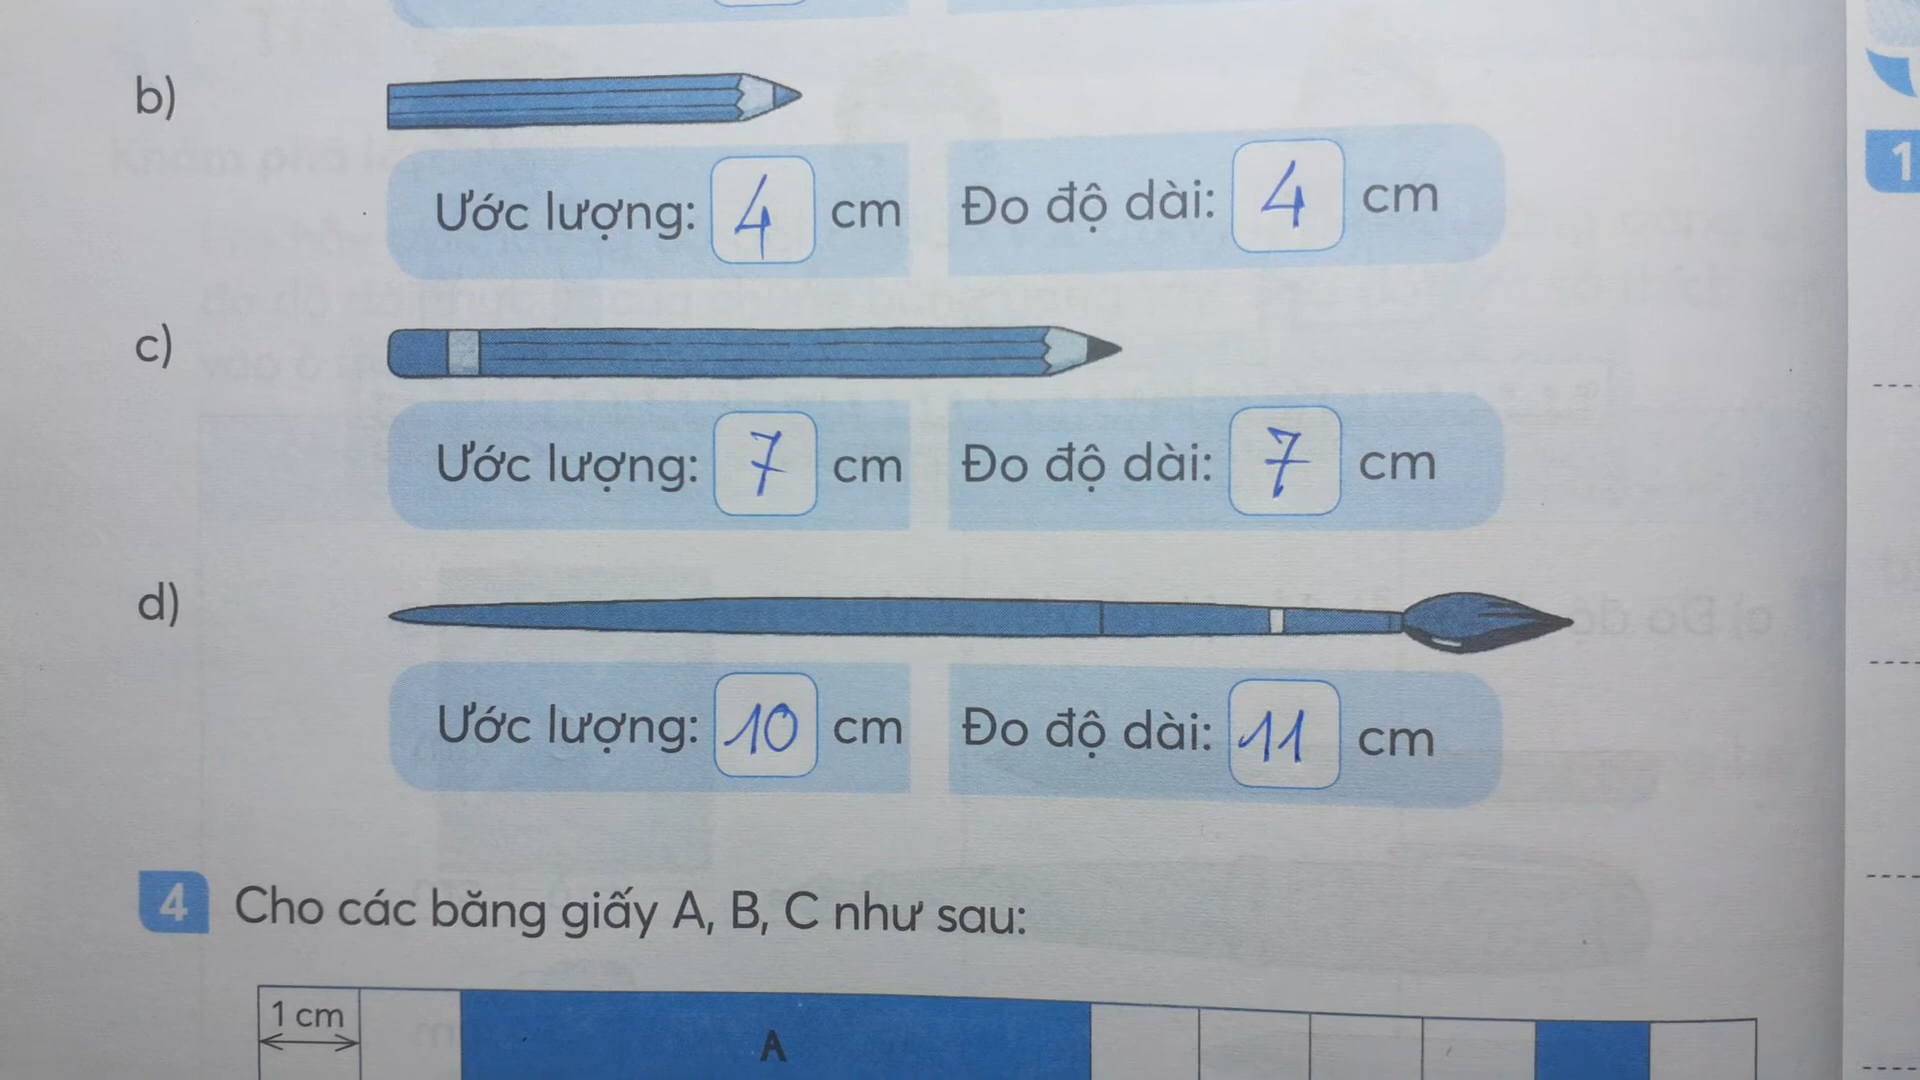 b)
Ước lượng: 4 cm Đo độ dài: 4 cm
c)
Ước lượng: 7 cm Đo độ dài: 7 cm
d)
Ước lượng: 10 cm Đo độ dài: 11 cm
4 Cho các băng giấy A, B, C như sau:
1 cm
A
1